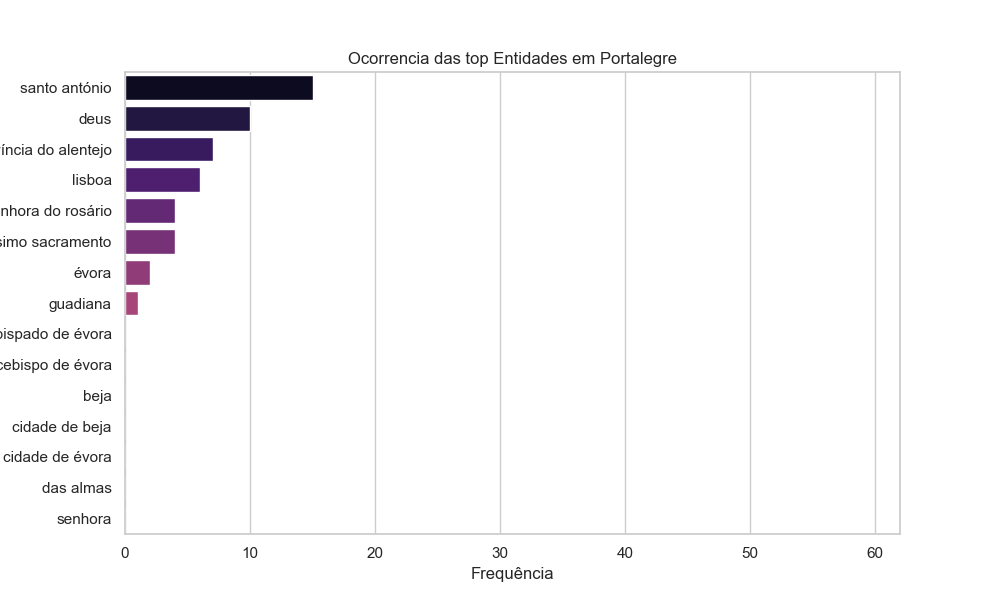 Ocorrencia das top Entidades em Portalegre
santo antónio
deus
íncia do alentejo
lisboa
nhora do rosário
simo sacramento
évora
guadiana
bispado de évora
cebispo de évora
beja
cidade de beja
cidade de évora
das almas
senhora
0 10 20 30 40 50 60
Frequência